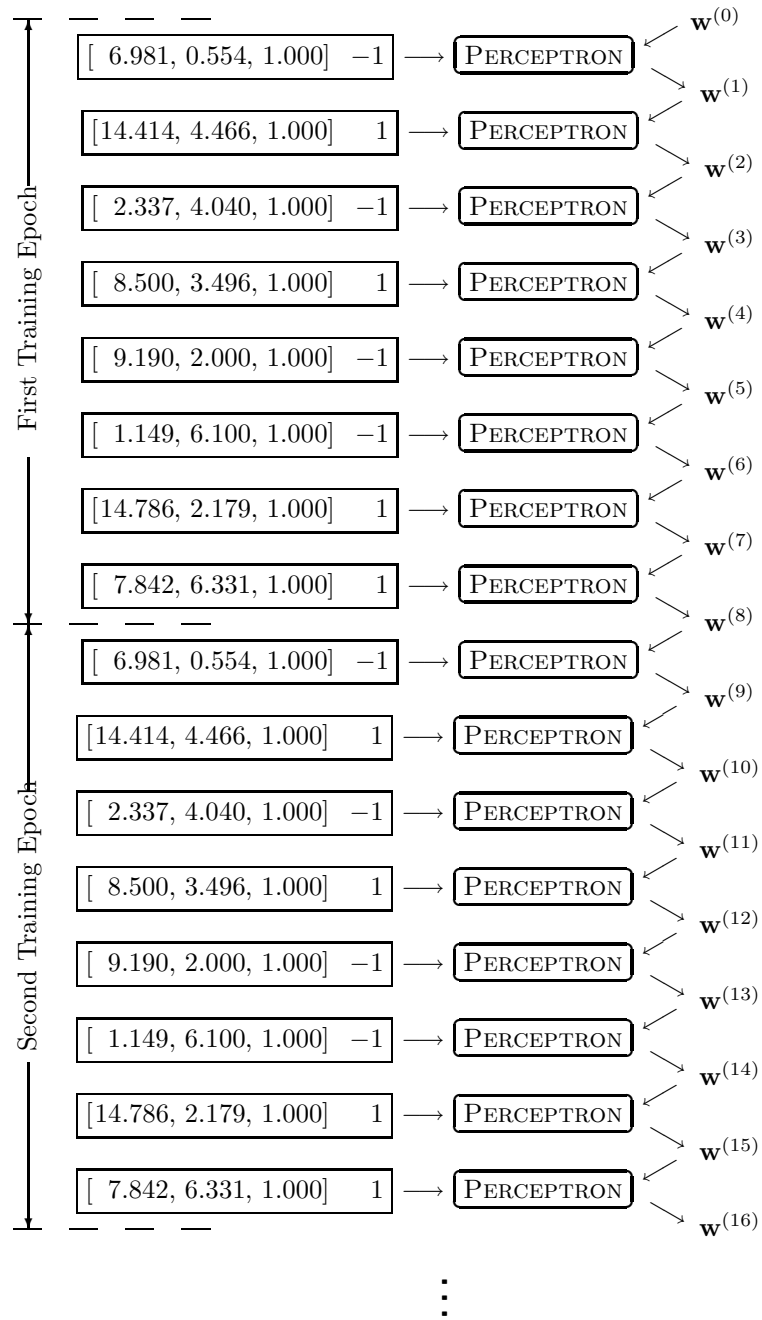 w(0)
[ 6.981, 0.554, 1.000] −1 PERCEPTRON
w(1)
[14.414, 4.466, 1.000] 1 PERCEPTRON
w(2)
[ 2.337, 4.040, 1.000] −1 PERCEPTRON
w(3)
[ 8.500, 3.496, 1.000] 1 PERCEPTRON
w(4)
[ 9.190, 2.000, 1.000] −1 PERCEPTRON
w(5)
[ 1.149, 6.100, 1.000] −1 PERCEPTRON
w(6)
[14.786, 2.179, 1.000] 1 PERCEPTRON
w(7)
[ 7.842, 6.331, 1.000] 1 PERCEPTRON
w(8)
First Training Epoch
[ 6.981, 0.554, 1.000] −1 PERCEPTRON
w(9)
[14.414, 4.466, 1.000] 1 PERCEPTRON
w(10)
[ 2.337, 4.040, 1.000] −1 PERCEPTRON
w(11)
[ 8.500, 3.496, 1.000] 1 PERCEPTRON
w(12)
[ 9.190, 2.000, 1.000] −1 PERCEPTRON
w(13)
[ 1.149, 6.100, 1.000] −1 PERCEPTRON
w(14)
[14.786, 2.179, 1.000] 1 PERCEPTRON
w(15)
[ 7.842, 6.331, 1.000] 1 PERCEPTRON
w(16)
Second Training Epoch
⋮